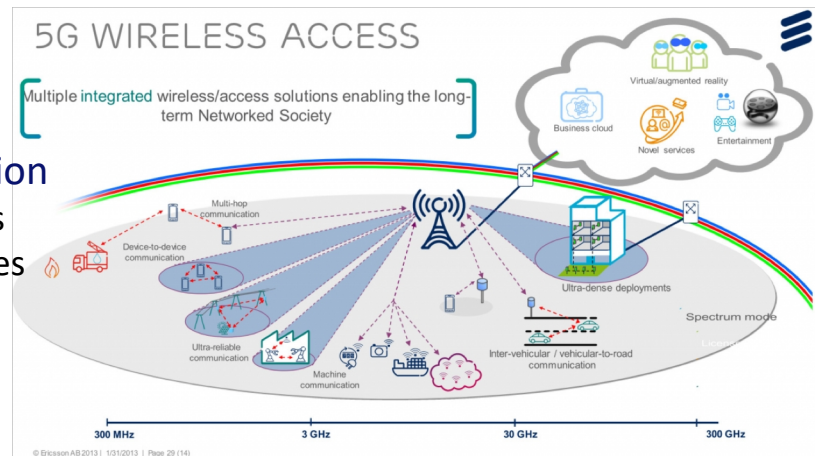 5G WIRELESS ACCESS
Multiple integrated wireless/access solutions enabling the long-
term Networked Society
Virtual/augmented reality
Business cloud
Novel services
Entertainment
Multi-hop
communication
Device-to-device
communication
Ultra-reliable
communication
Machine
communication
Inter-vehicular / vehicular-to-road
communication
Ultra-dense deployments
Spectrum mode
300 MHz
3 GHz
30 GHz
300 GHz
© Ericsson AB 2013 | 1/31/2013 | Page 29 (14)